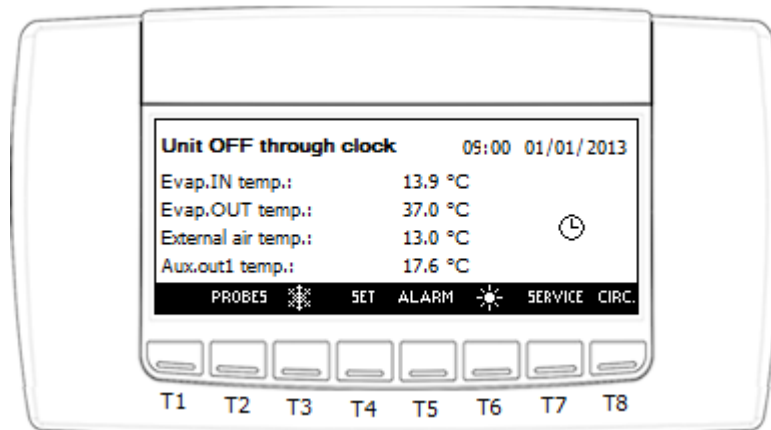 Unit OFF through clock 09:00 01/01/2013
Evap.IN temp.: 13.9 °C
Evap.OUT temp.: 37.0 °C
External air temp.: 13.0 °C
Aux.out1 temp.: 17.6 °C
PROBES SET ALARM SERVICE CIRC.
T1 T2 T3 T4 T5 T6 T7 T8